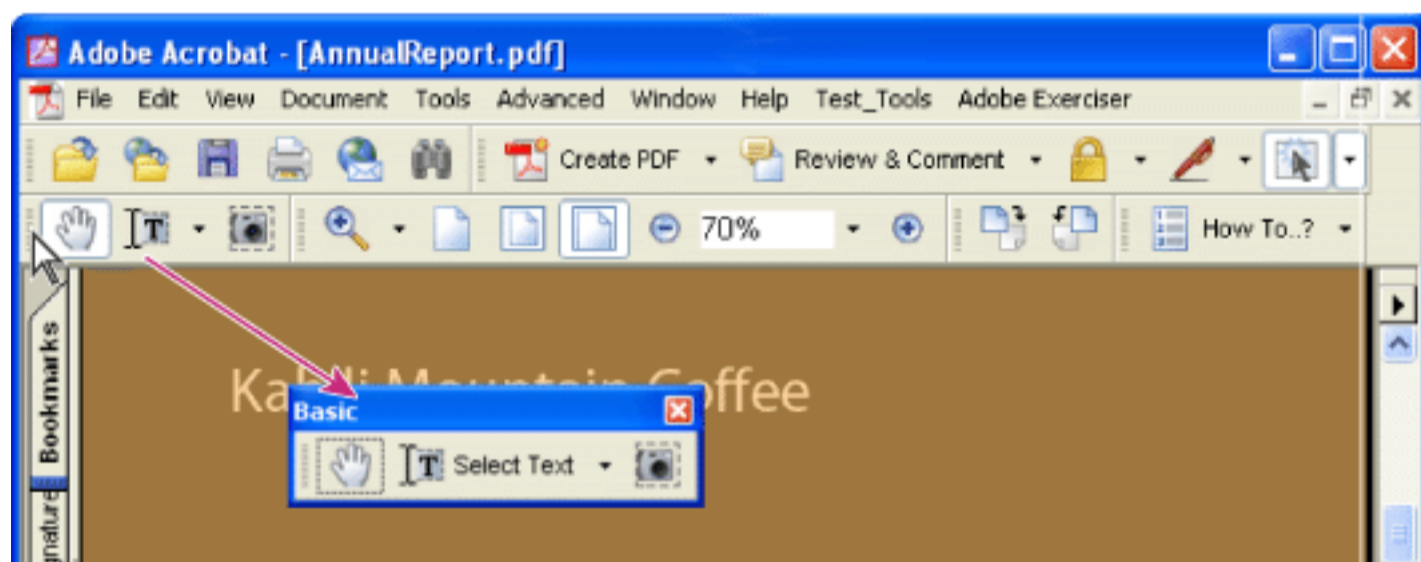 Adobe Acrobat - [AnnualReport.pdf]
File Edit View Document Tools Advanced Window Help Test_Tools Adobe Exerciser
Create PDF Review & Comment
T 70% How To..?
Bookmarks
Coffee
Basic
T Select Text